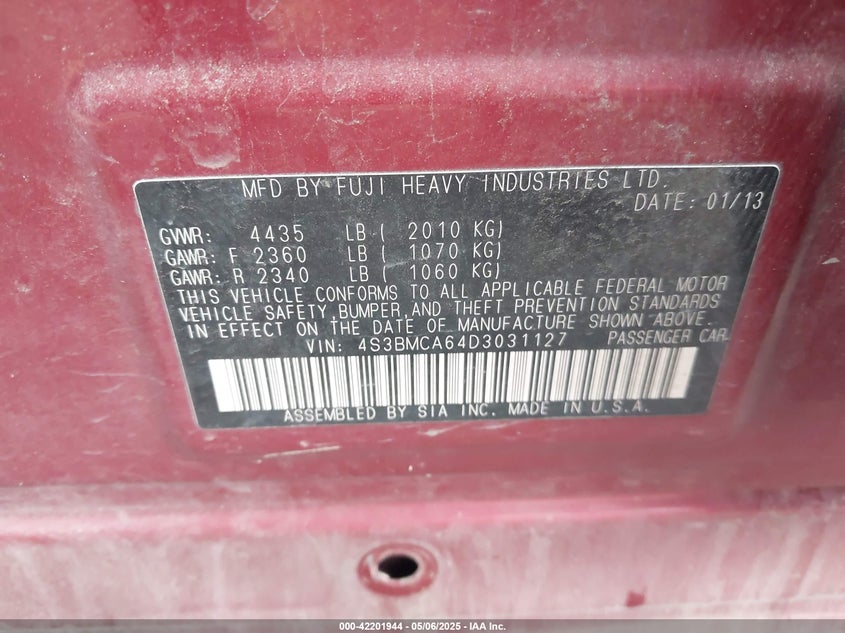 MFD BY FUJI HEAVY INDUSTRIES LTD.
DATE: 01/13
GVWR: 4435 LB ( 2010 KG)
GAWR: F 2360 LB ( 1070 KG)
GAWR: R 2340 LB ( 1060 KG)
THIS VEHICLE CONFORMS TO ALL APPLICABLE FEDERAL MOTOR
VEHICLE SAFETY, BUMPER, AND THEFT PREVENTION STANDARDS
IN EFFECT ON THE DATE OF MANUFACTURE SHOWN ABOVE.
VIN: 4S3BMCA64D3031127 PASSENGER CAR
ASSEMBLED BY SIA INC. MADE IN U.S.A.
000-42201944 - 05/06/2025 - IAA Inc.